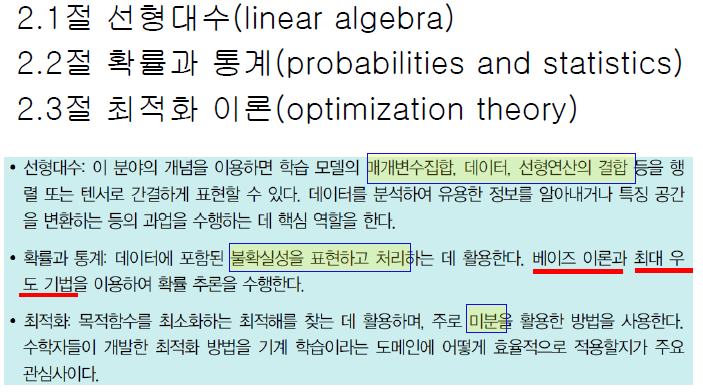 2.1절 선형대수(linear algebra)
2.2절 확률과 통계(probabilities and statistics)
2.3절 최적화 이론(optimization theory)
• 선형대수: 이 분야의 개념을 이용하면 학습 모델의 매개변수집합, 데이터, 선형연산의 결합 등을 행
렬 또는 텐서로 간결하게 표현할 수 있다. 데이터를 분석하여 유용한 정보를 알아내거나 특징 공간
을 변환하는 등의 과업을 수행하는 데 핵심 역할을 한다.
• 확률과 통계: 데이터에 포함된 불확실성을 표현하고 처리하는 데 활용한다. 베이즈 이론과 최대 우
도 기법을 이용하여 확률 추론을 수행한다.
• 최적화: 목적함수를 최소화하는 최적해를 찾는 데 활용하며, 주로 미분을 활용한 방법을 사용한다.
수학자들이 개발한 최적화 방법을 기계 학습이라는 도메인에 어떻게 효율적으로 적용할지가 주요
관심사이다.